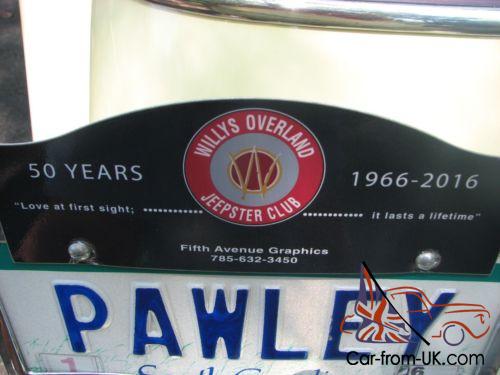 WILLYS OVERLAND
JEEPSTER CLUB
50 YEARS
1966-2016
"Love at first sight; ..................
.................. it lasts a lifetime"
Fifth Avenue Graphics
785-632-3450
PAWLEY
Car-from-UK.com